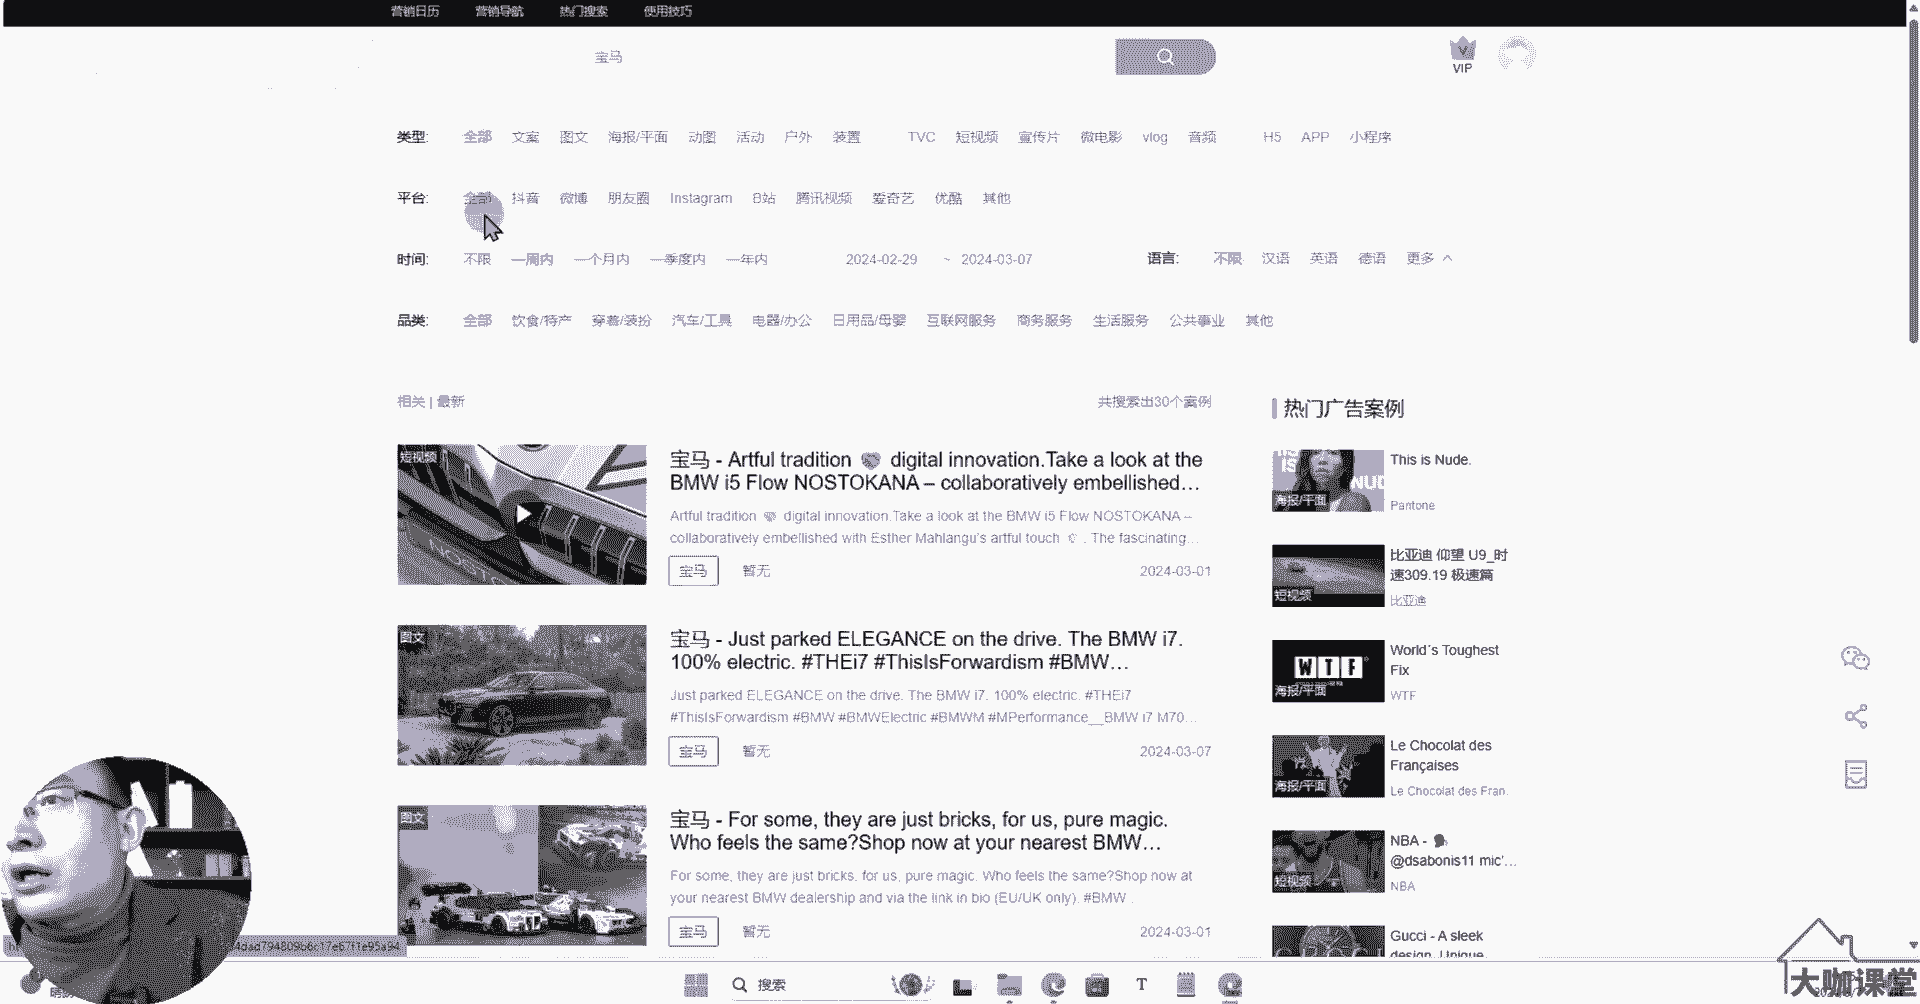 营销日历 营销导航 热门搜索 使用技巧
宝马
VIP
类型: 全部 文案 图文 海报/平面 动图 活动 户外 装置 TVC 短视频 宣传片 微电影 vlog 音频 H5 APP 小程序
平台: 全部 抖音 微博 朋友圈 Instagram B站 腾讯视频 爱奇艺 优酷 其他
时间: 不限 一周内 一个月内 一季度内 一年内 2024-02-29 ~ 2024-03-07 语言: 不限 汉语 英语 德语 更多
品类: 全部 饮食/特产 穿着/装扮 汽车/工具 电器/办公 日用品/母婴 互联网服务 商务服务 生活服务 公共事业 其他
相关 | 最新 共搜索出30个案例
短视频
NOSTO
宝马 - Artful tradition digital innovation.Take a look at the
BMW i5 Flow NOSTOKANA – collaboratively embellished…
Artful tradition digital innovation.Take a look at the BMW i5 Flow NOSTOKANA –
collaboratively embellished with Esther Mahlangu's artful touch . The fascinating…
宝马 暂无 2024-03-01
图文
宝马 - Just parked ELEGANCE on the drive. The BMW i7.
100% electric. #THEi7 #ThisIsForwardism #BMW…
Just parked ELEGANCE on the drive. The BMW i7. 100% electric. #THEi7
#ThisIsForwardism #BMW #BMWElectric #BMWM #MPerformance__BMW i7 M70…
宝马 暂无 2024-03-07
图文
宝马 - For some, they are just bricks, for us, pure magic.
Who feels the same?Shop now at your nearest BMW…
For some, they are just bricks, for us, pure magic. Who feels the same?Shop now at
your nearest BMW dealership and via the link in bio (EU/UK only). #BMW .
宝马 暂无 2024-03-01
热门广告案例
海报/平面
This is Nude.
Pantone
短视频
比亚迪 仰望 U9_时
速309.19 极速篇
比亚迪
WTF
海报/平面
World´s Toughest
Fix
WTF
海报/平面
Le Chocolat des
Françaises
Le Chocolat des Fran.
短视频
NBA -
@dsabonis11 mic'…
NBA
Gucci - A sleek
design. Unique
搜索
T
大咖课堂